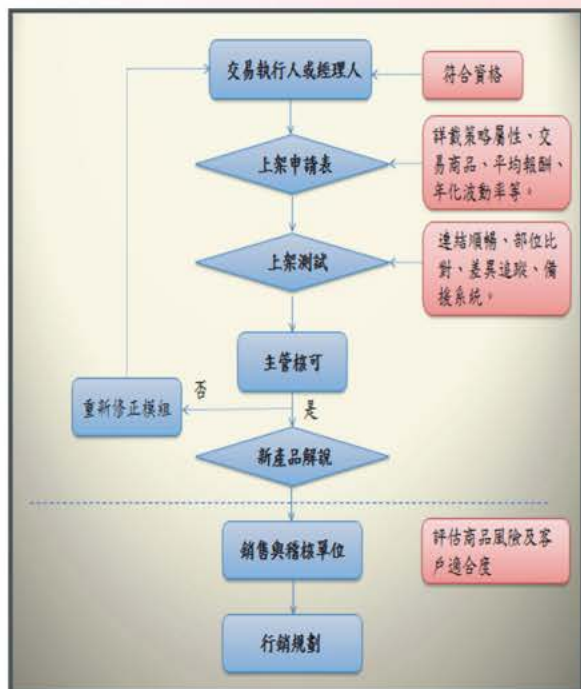 交易執行人或經理人
符合資格
上架申請表
詳載策略屬性、交
易商品、平均報酬、
年化波動率等。
上架測試
連結順暢、部位比
對、差異追蹤、備
援系統。
主管核可
否
重新修正模組
是
新產品解說
銷售與稽核單位
評估商品風險及客
戶適合度
行銷規劃